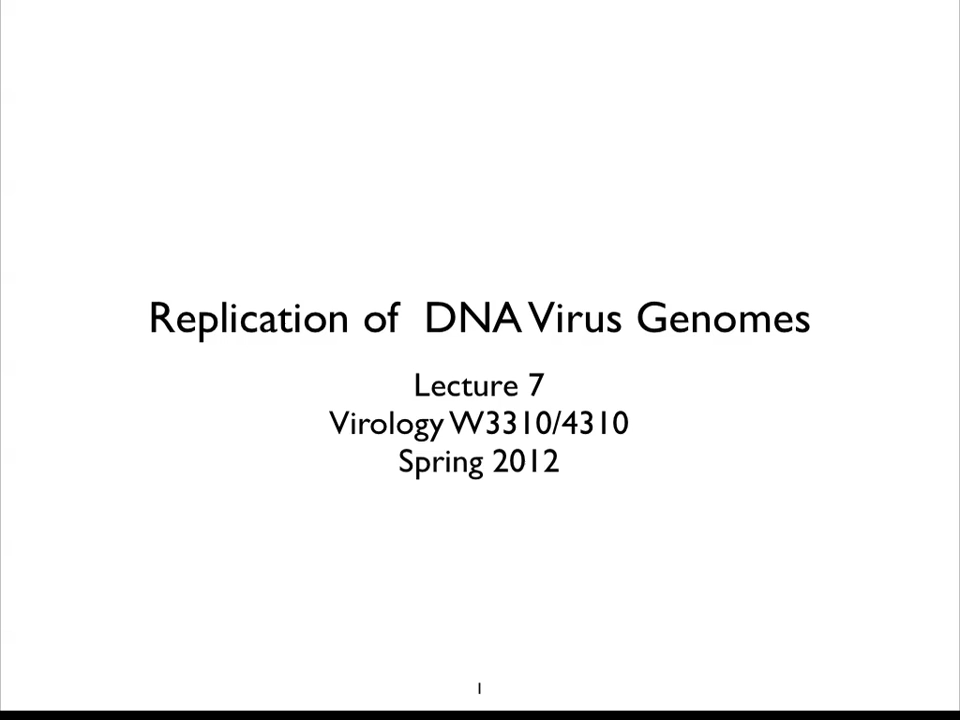 Replication of DNA Virus Genomes
Lecture 7
Virology W3310/4310
Spring 2012
1